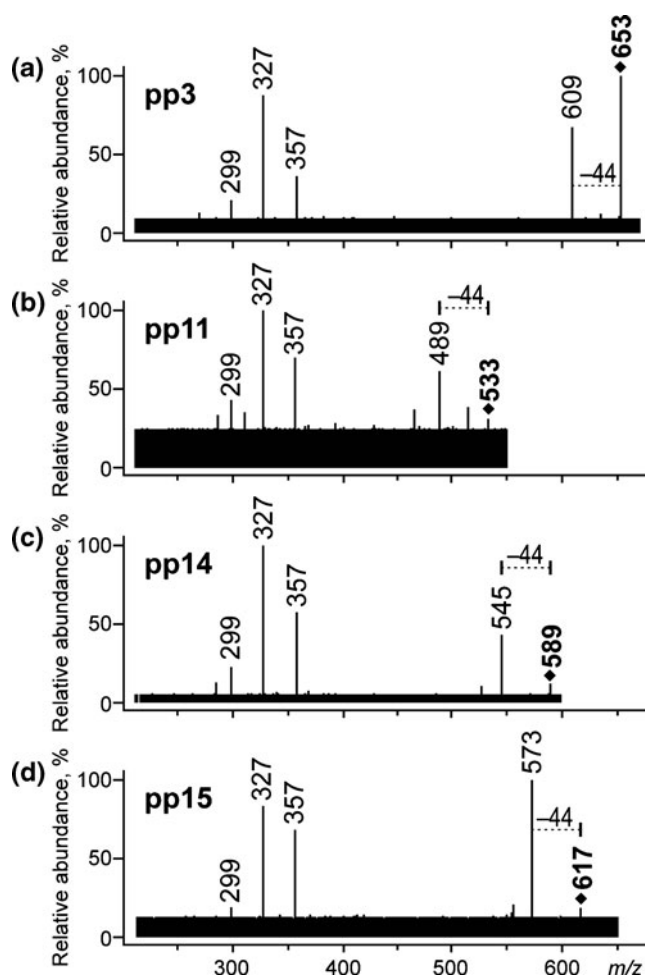 (a)
pp3
Relative abundance, %
100
50
0
299
327
357
609
–44
◆653
(b)
pp11
Relative abundance, %
100
50
0
299
327
357
489
–44
◆533
(c)
pp14
Relative abundance, %
100
50
0
299
327
357
545
–44
◆589
(d)
pp15
Relative abundance, %
100
50
0
299
327
357
573
–44
◆617
300 400 500 600 m/z